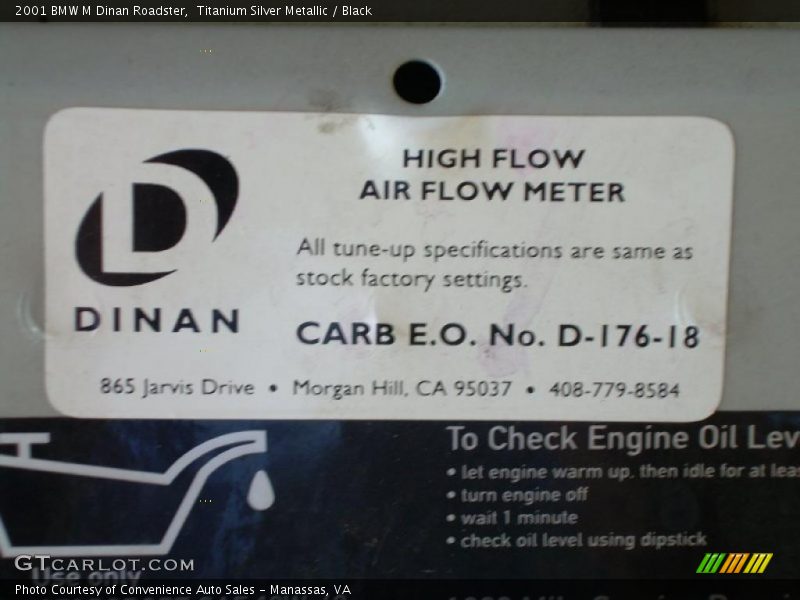 2001 BMW M Dinan Roadster,  Titanium Silver Metallic / Black
HIGH FLOW
AIR FLOW METER
All tune-up specifications are same as
stock factory settings.
DINAN
CARB E.O. No. D-176-18
865 Jarvis Drive • Morgan Hill, CA 95037 • 408-779-8584
To Check Engine Oil Lev
• let engine warm up, then idle for at leas
• turn engine off
• wait 1 minute
• check oil level using dipstick
GTcarlot.com
Use only
Photo Courtesy of Convenience Auto Sales – Manassas, VA